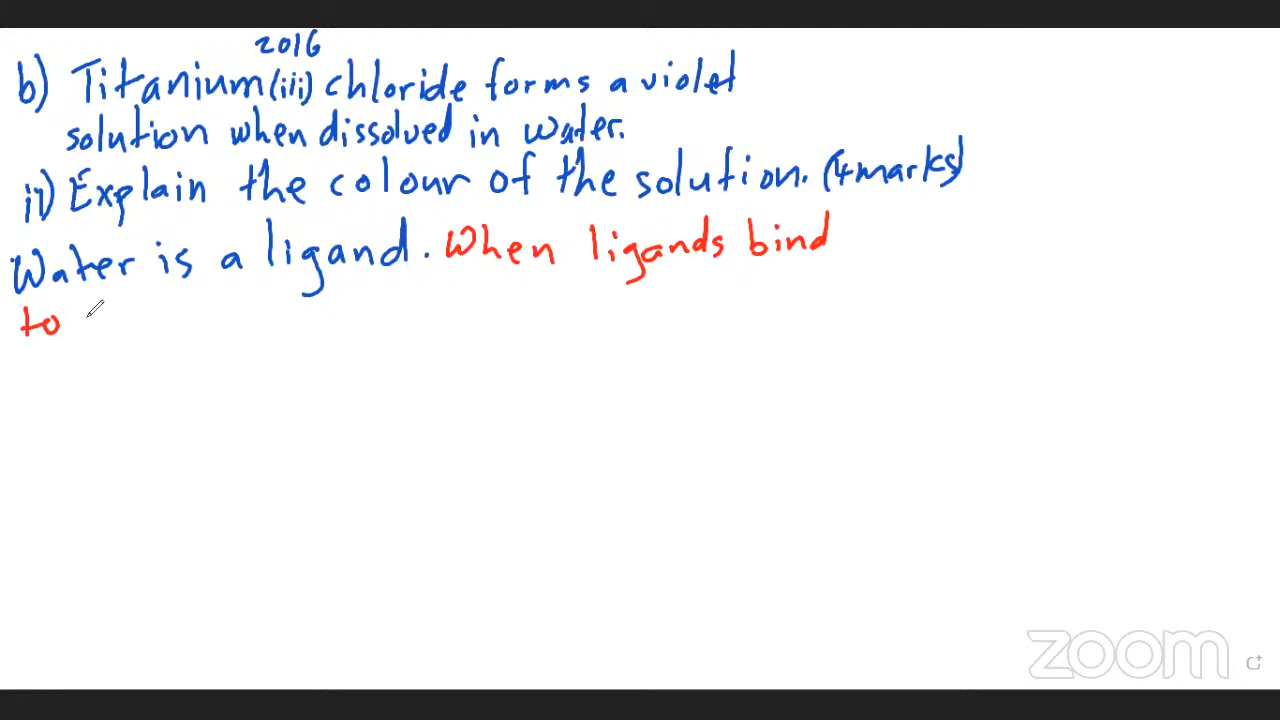 2016
b) Titanium(iii) chloride forms a violet
solution when dissolved in water.
iv) Explain the colour of the solution. (4marks)
Water is a ligand. When ligands bind
to
zoom